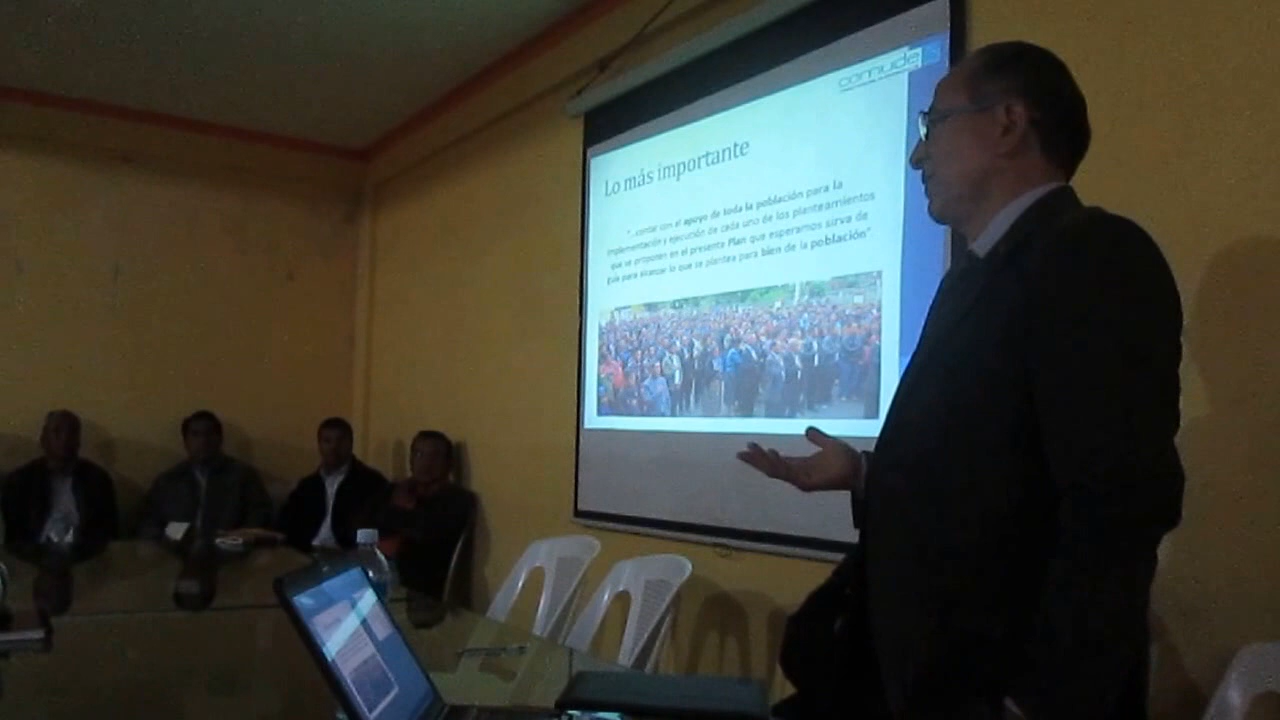 comude
Lo más importante
"...contar con el apoyo de toda la población para la
implementación y ejecución de cada uno de los planteamientos
que se proponen en el presente Plan que esperamos sirva de
guía para alcanzar lo que se plantea para bien de la población"